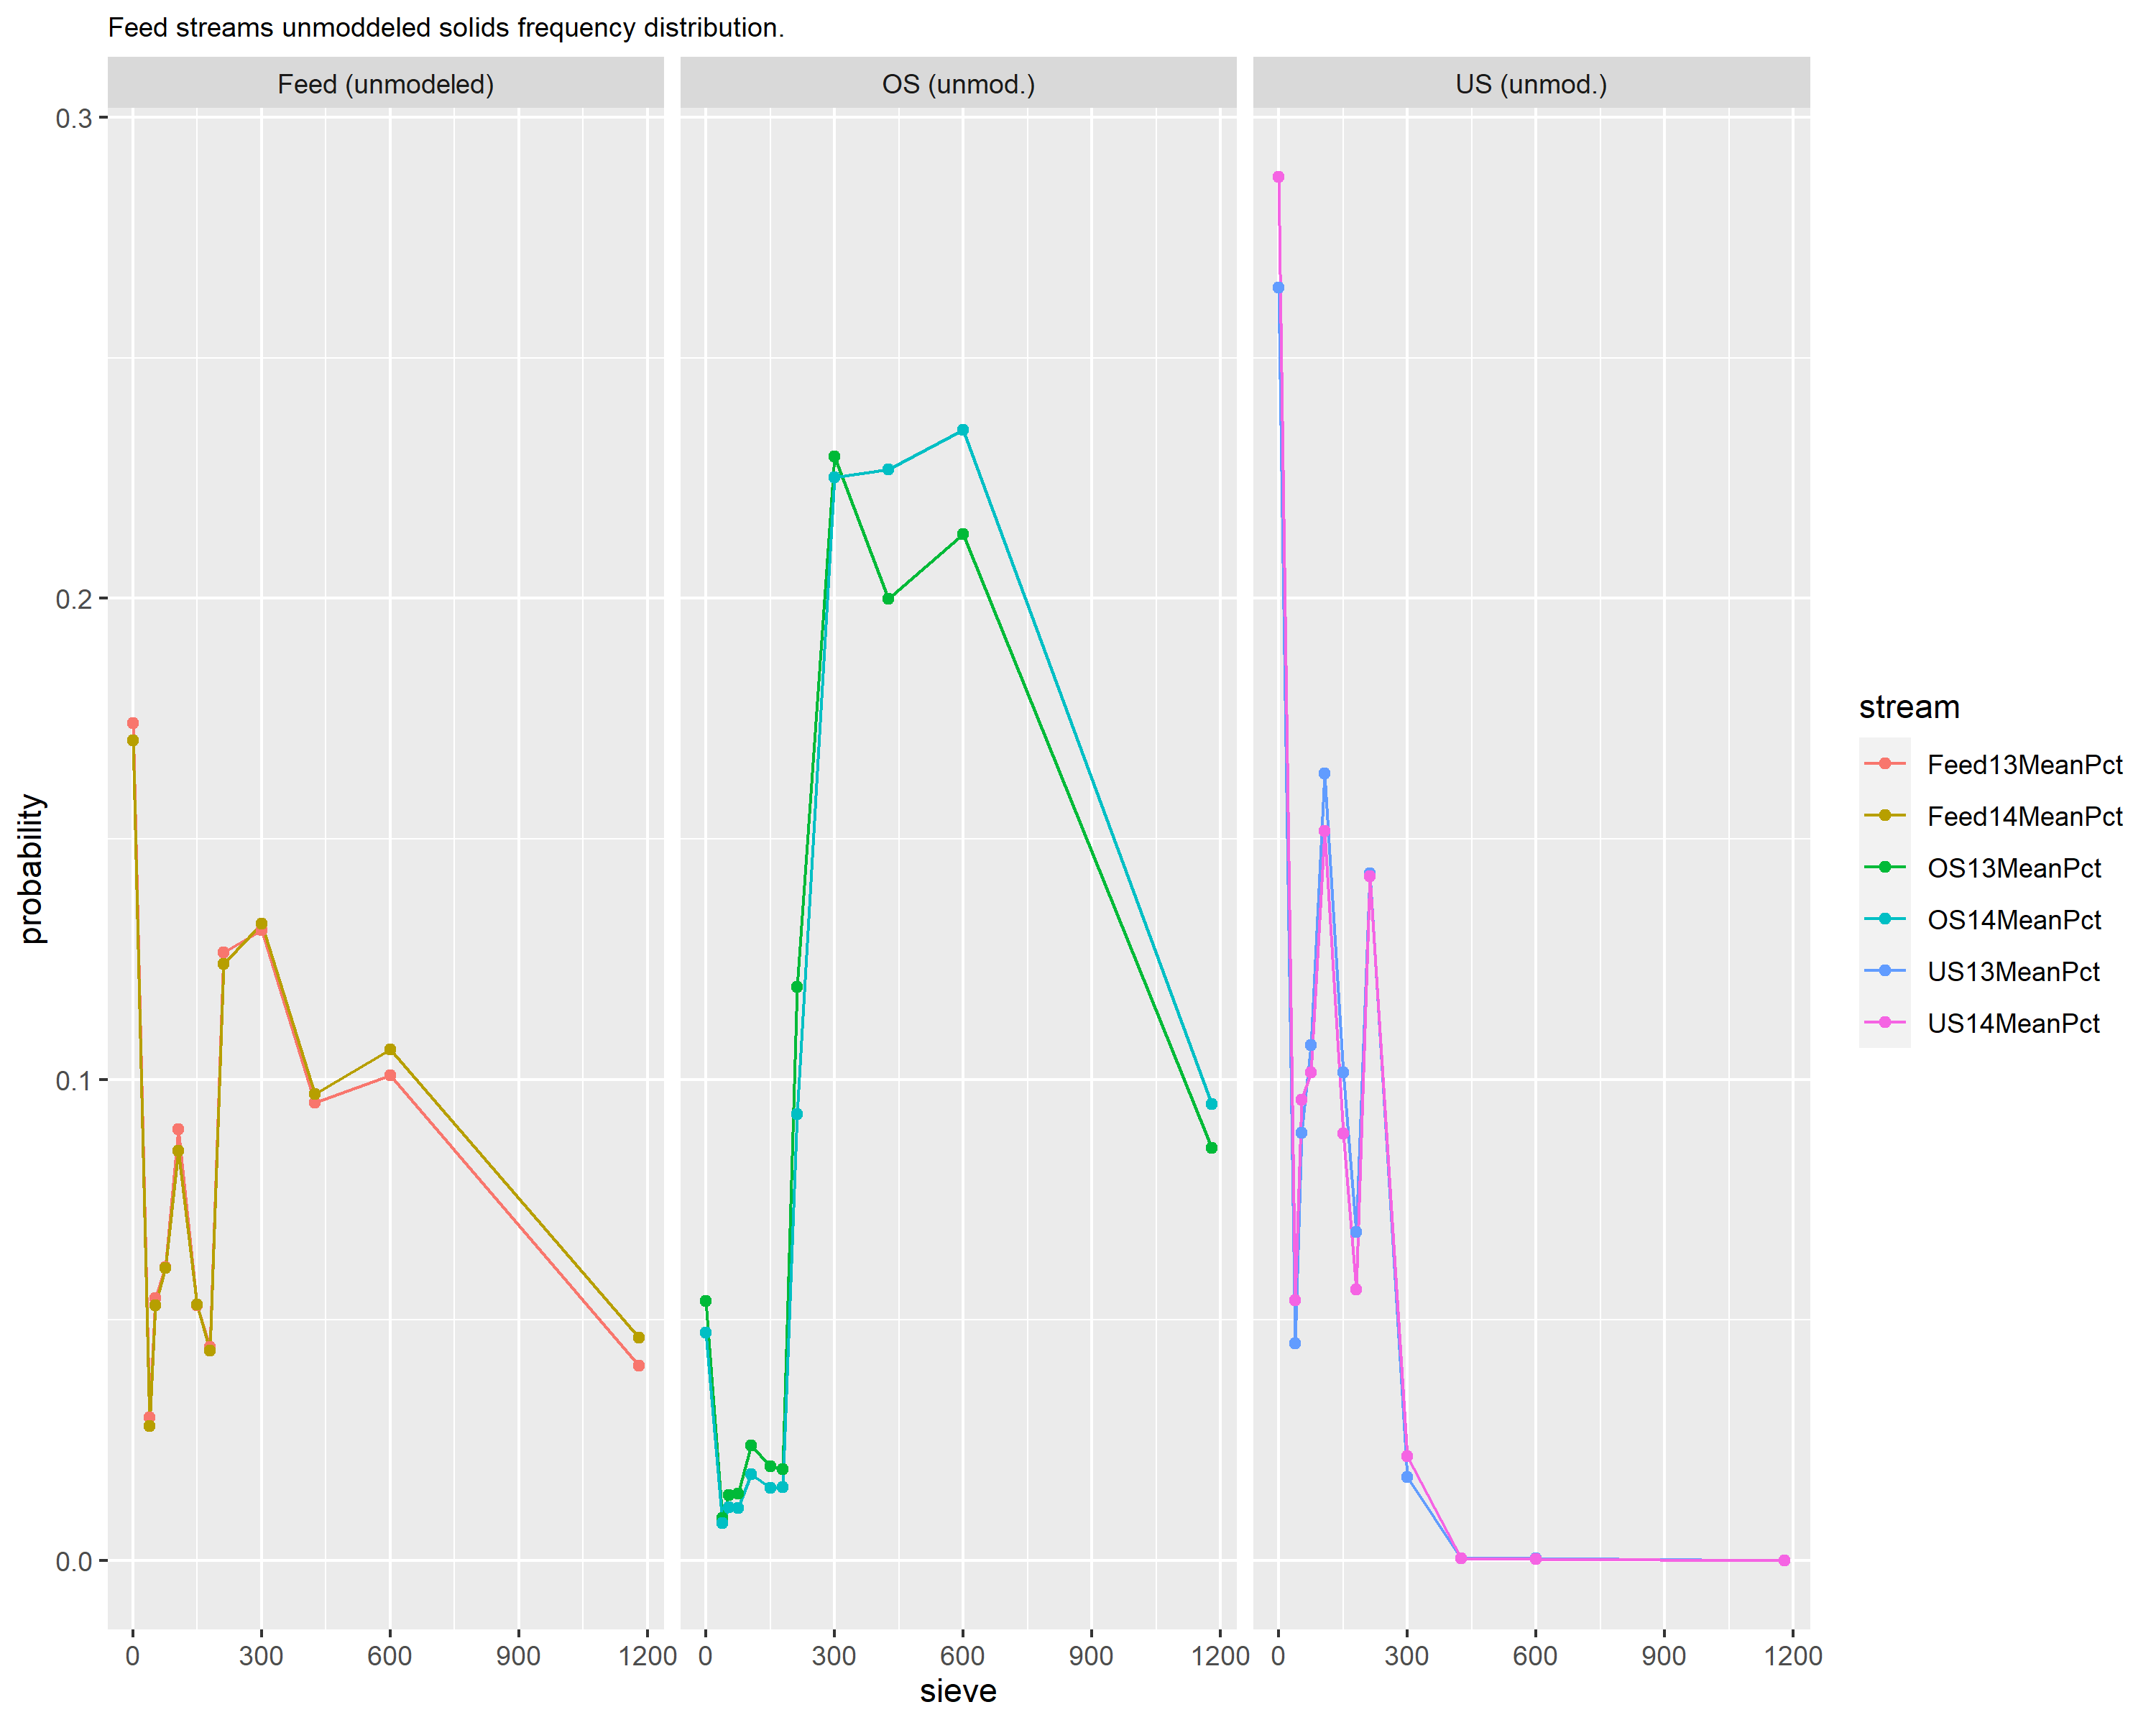 Feed streams unmoddeled solids frequency distribution.
Feed (unmodeled)
OS (unmod.)
US (unmod.)
0.3
0.2
0.1
0.0
probability
0 300 600 900 1200
0 300 600 900 1200
0 300 600 900 1200
sieve
stream
Feed13MeanPct
Feed14MeanPct
OS13MeanPct
OS14MeanPct
US13MeanPct
US14MeanPct